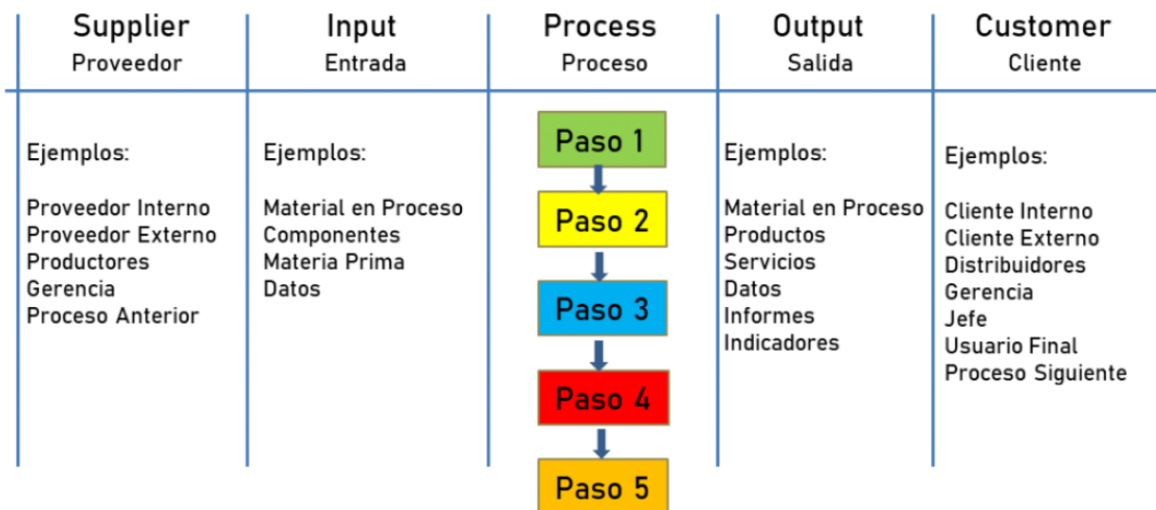 Supplier
Proveedor
Input
Entrada
Process
Proceso
Output
Salida
Customer
Cliente
Ejemplos:
Proveedor Interno
Proveedor Externo
Productores
Gerencia
Proceso Anterior
Ejemplos:
Material en Proceso
Componentes
Materia Prima
Datos
Paso 1
Paso 2
Paso 3
Paso 4
Paso 5
Ejemplos:
Material en Proceso
Productos
Servicios
Datos
Informes
Indicadores
Ejemplos:
Cliente Interno
Cliente Externo
Distribuidores
Gerencia
Jefe
Usuario Final
Proceso Siguiente